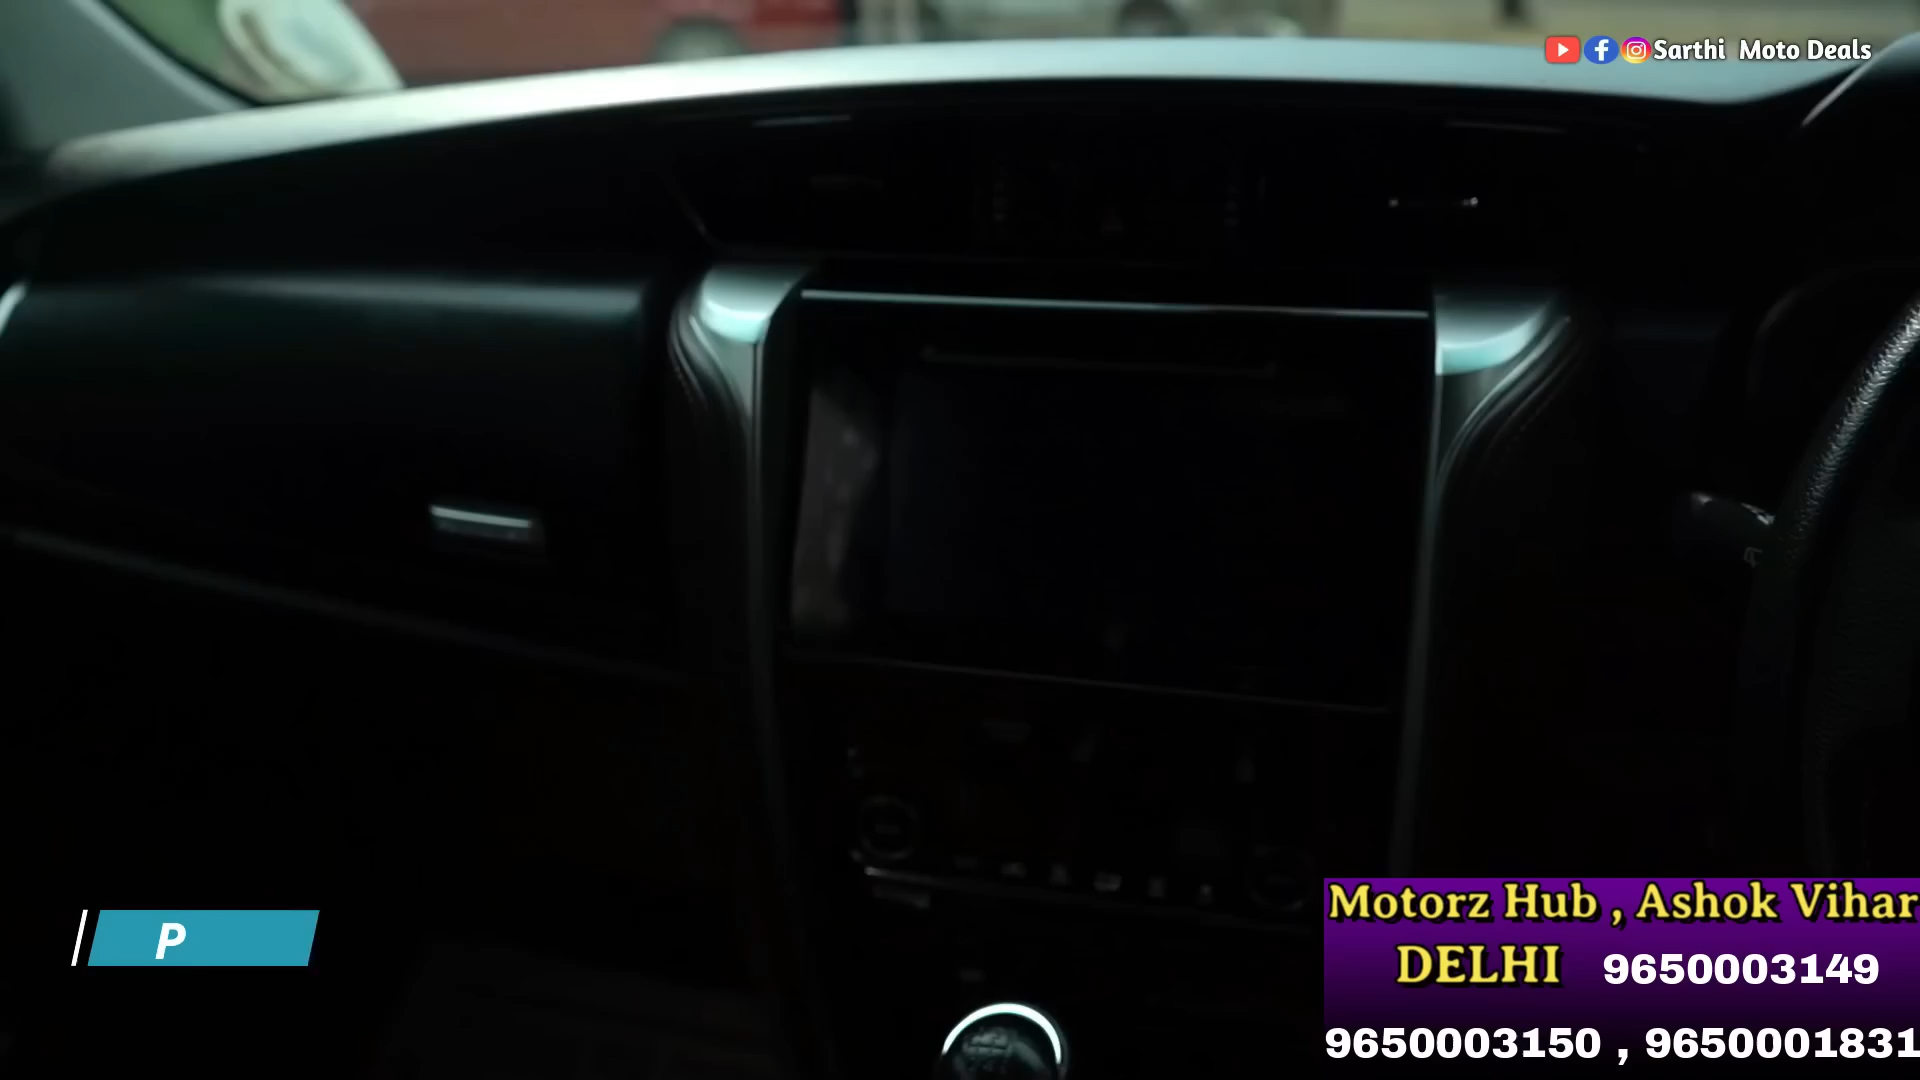 Sarthi Moto Deals
P
Motorz Hub , Ashok Vihar
DELHI 9650003149
9650003150 , 9650001831